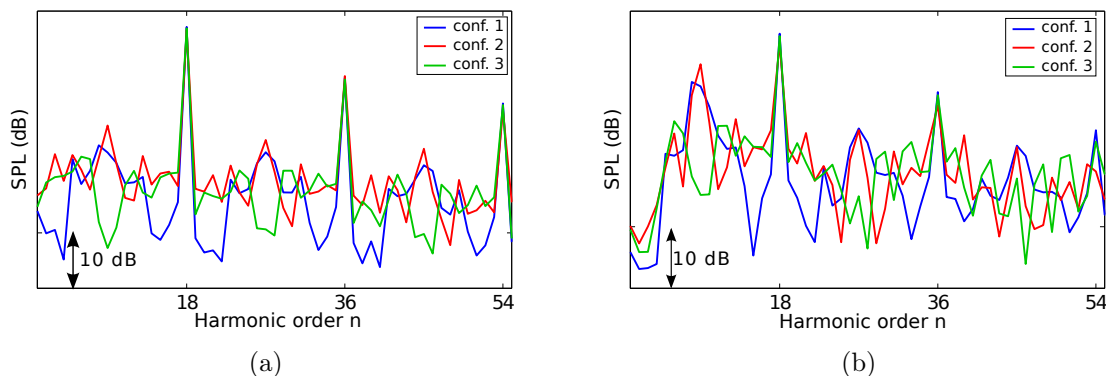 SPL (dB)
conf. 1
conf. 2
conf. 3
10 dB
18
36
54
Harmonic order n
(a)
SPL (dB)
conf. 1
conf. 2
conf. 3
10 dB
18
36
54
Harmonic order n
(b)